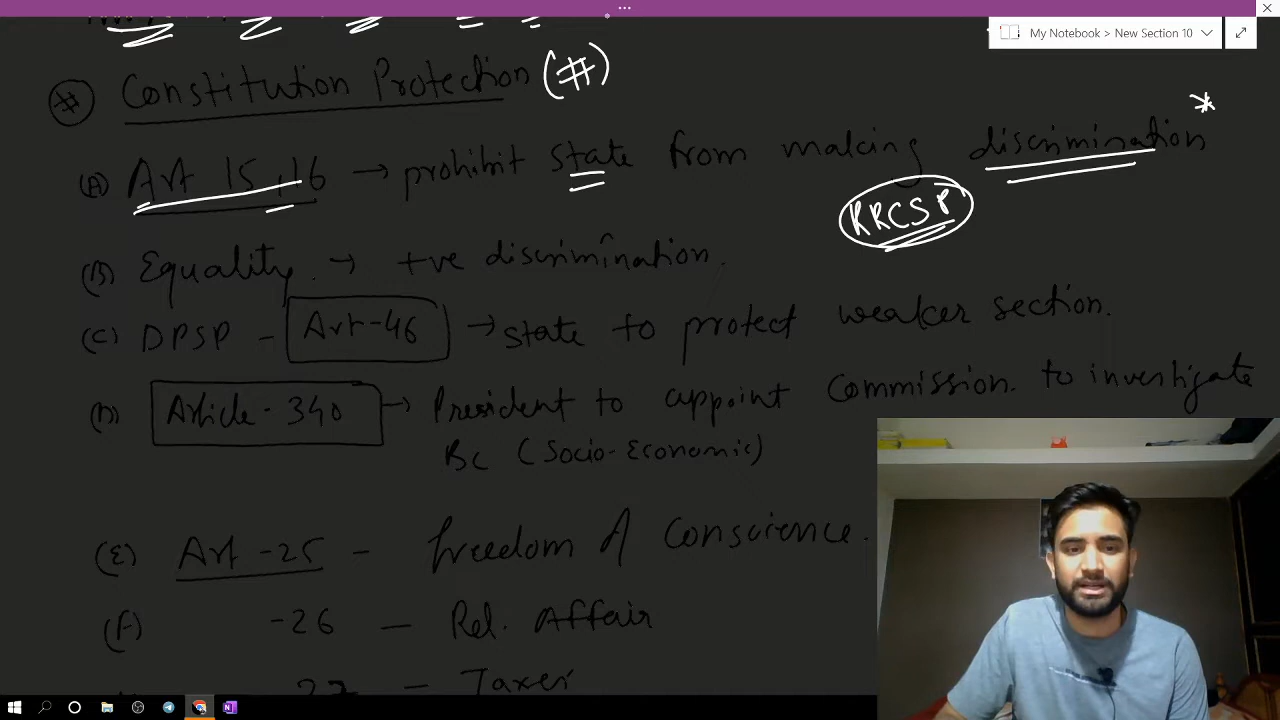 My Notebook > New Section 10
Constitution Protection (#)
(A) Art 15, 16 → prohibit state from making discrimination *
RRCSP
(B) Equality → +ve discrimination.
(C) DPSP - Art-46 → state to protect weaker section.
(D) Article - 340 → President to appoint Commission. to investigate
BC (Socio-Economic)
(E) Art -25 - freedom of Conscience.
(F) -26 - Rel. Affair
27 - Taxes